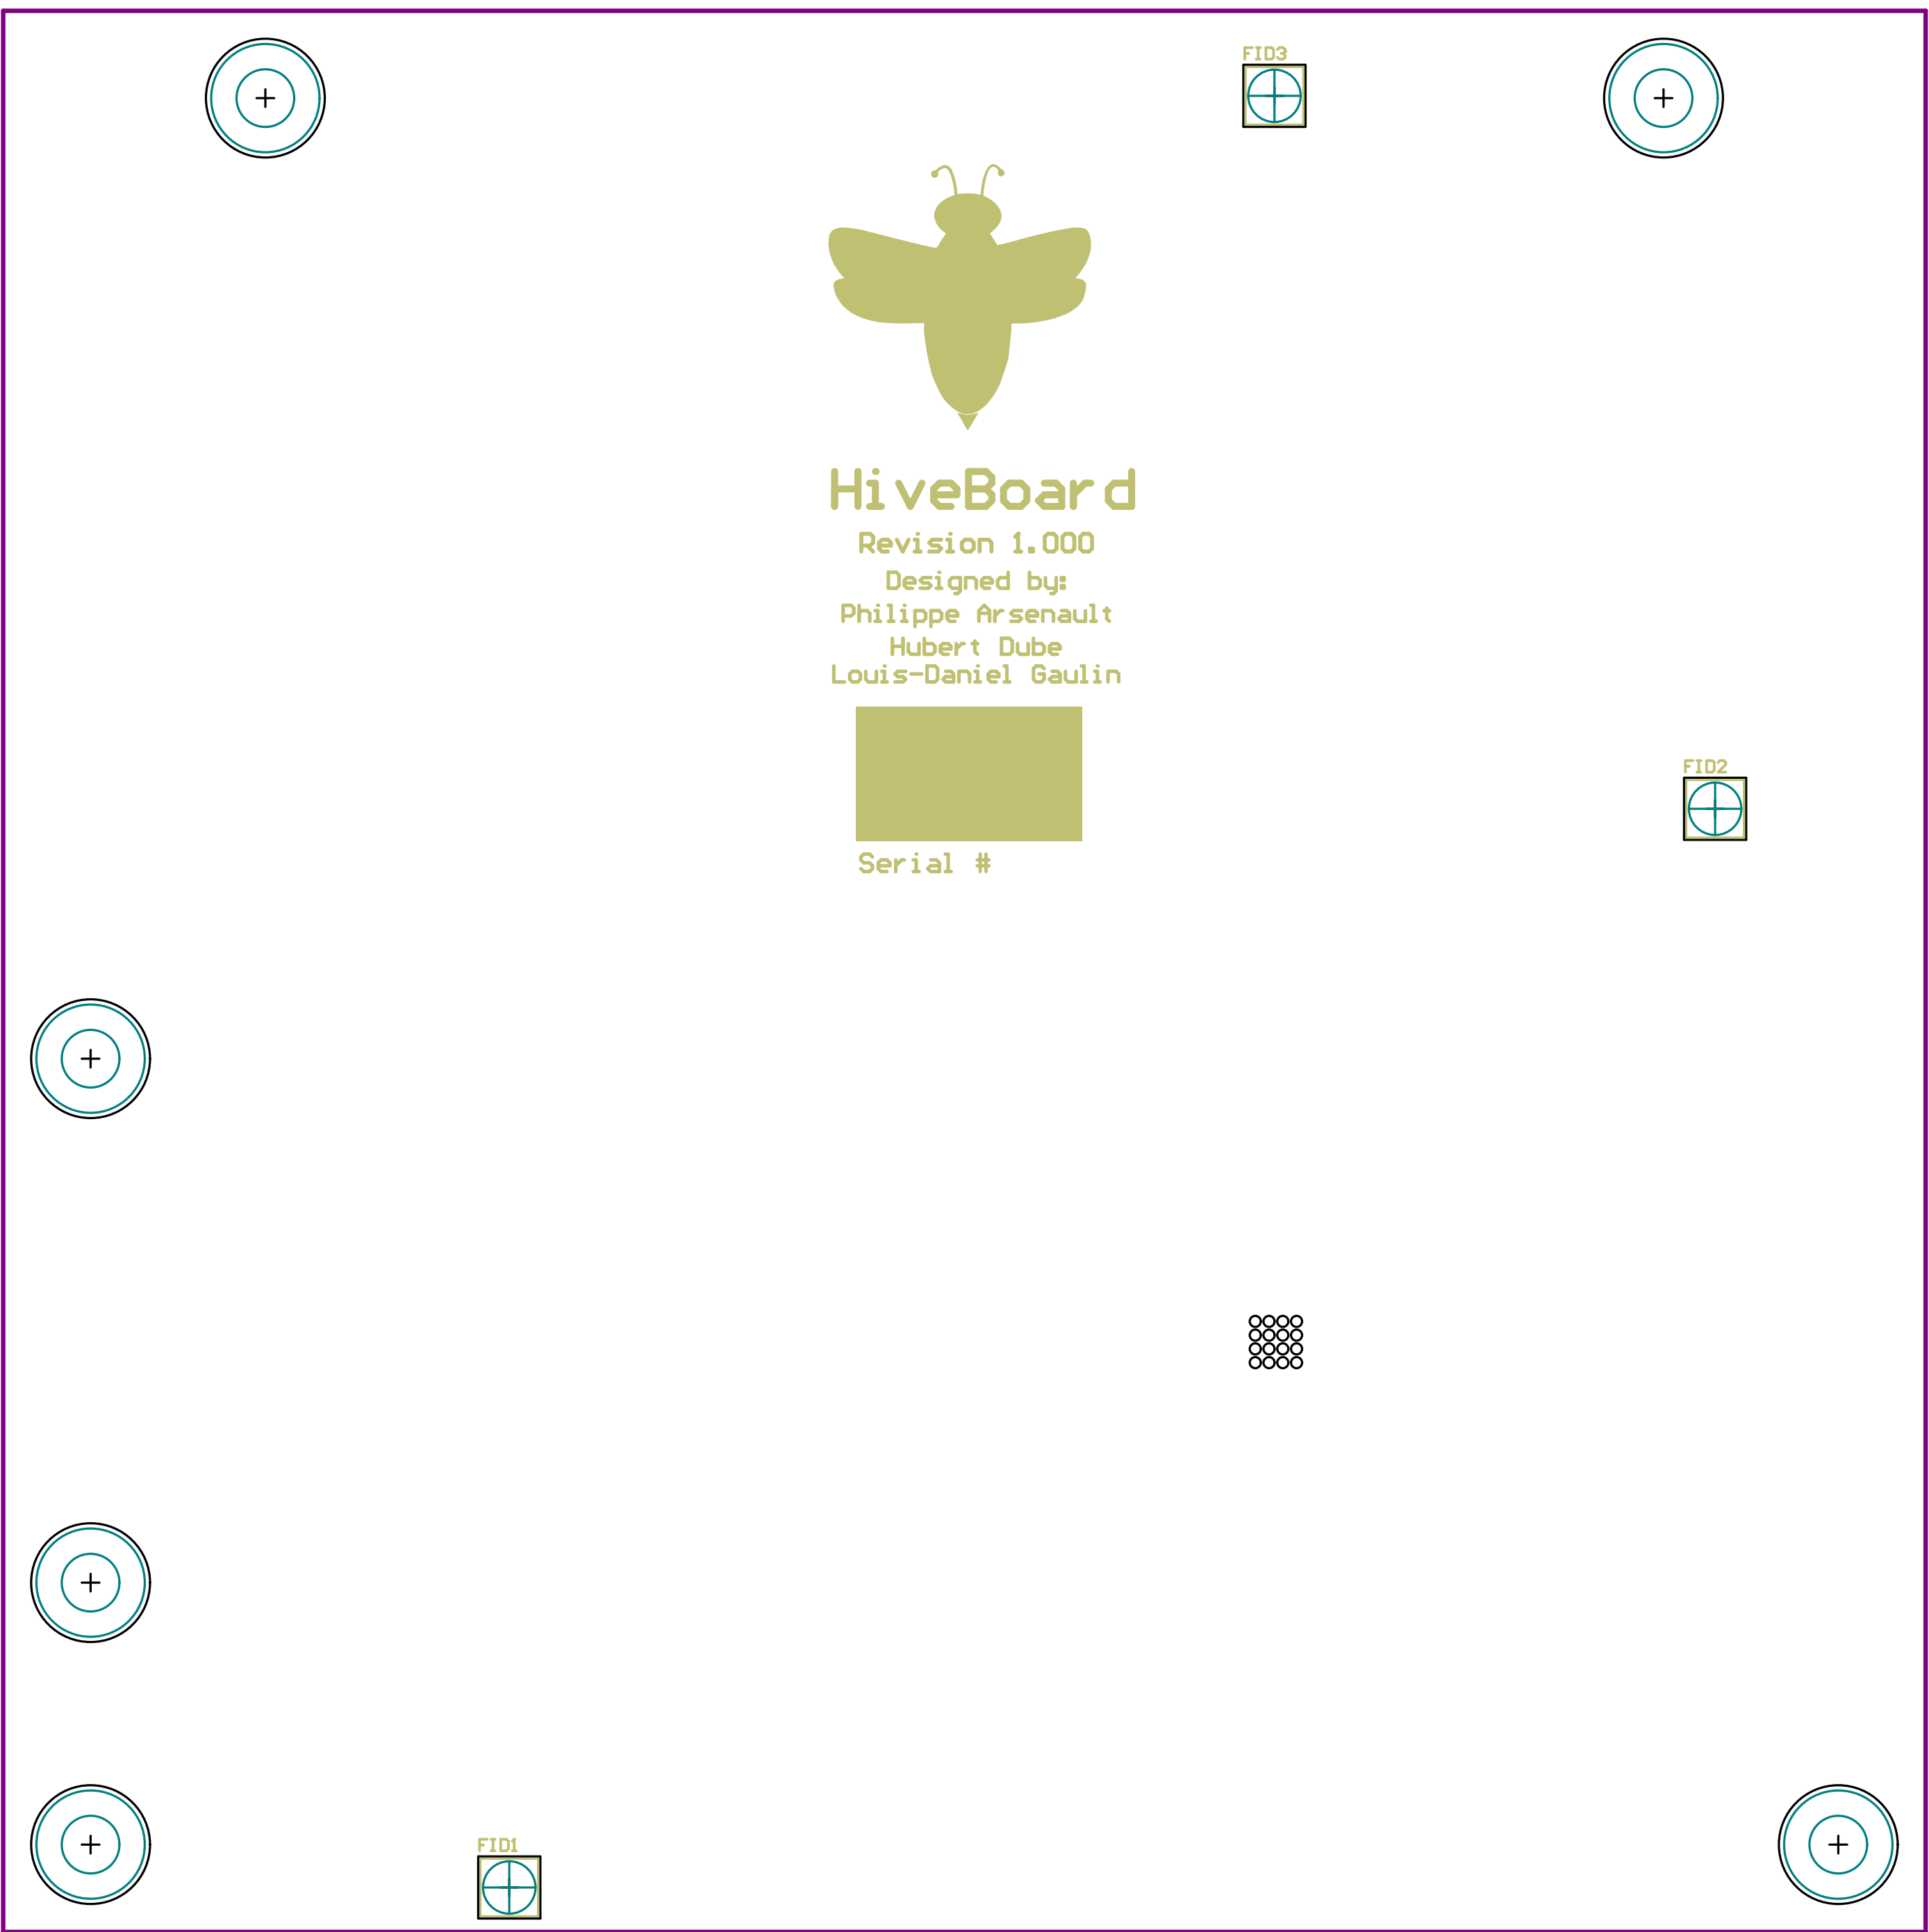 FID3
HiveBoard
Revision 1.000
Designed by:
Philippe Arsenault
Hubert Dube
Louis-Daniel Gaulin
FID2
Serial #
FID1